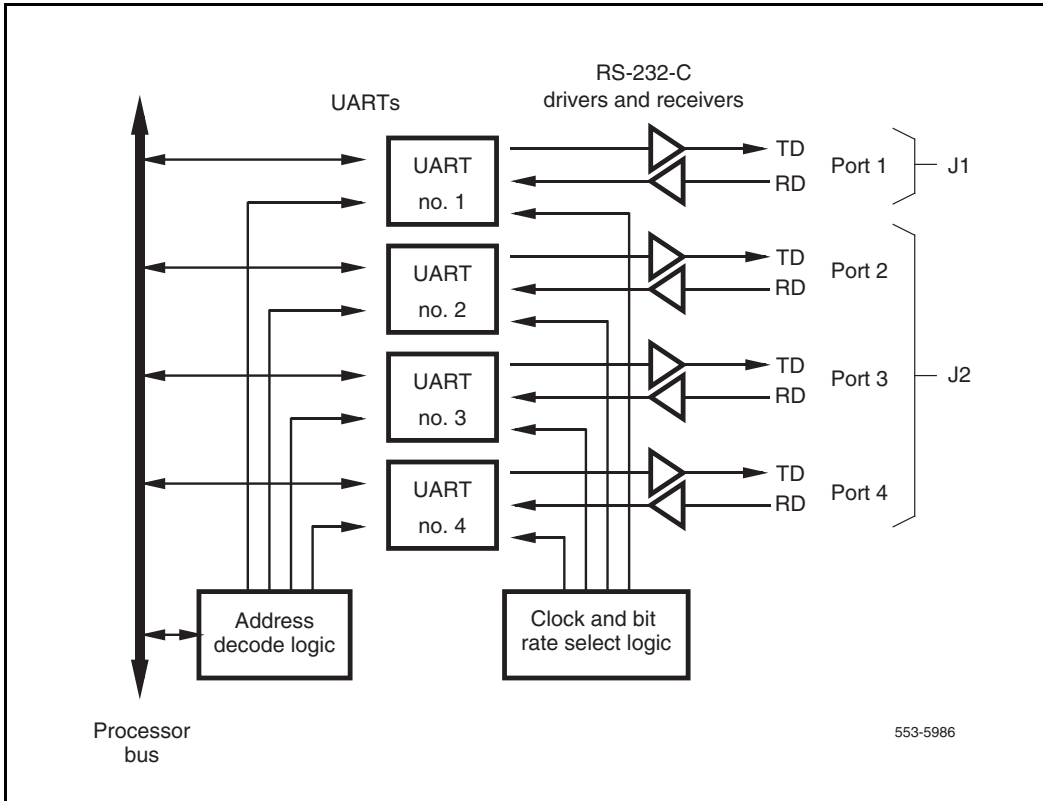 RS-232-C
drivers and receivers
UARTs
UART
no. 1
TD
RD
Port 1
J1
UART
no. 2
TD
RD
Port 2
UART
no. 3
TD
RD
Port 3
J2
UART
no. 4
TD
RD
Port 4
Address
decode logic
Clock and bit
rate select logic
Processor
bus
553-5986